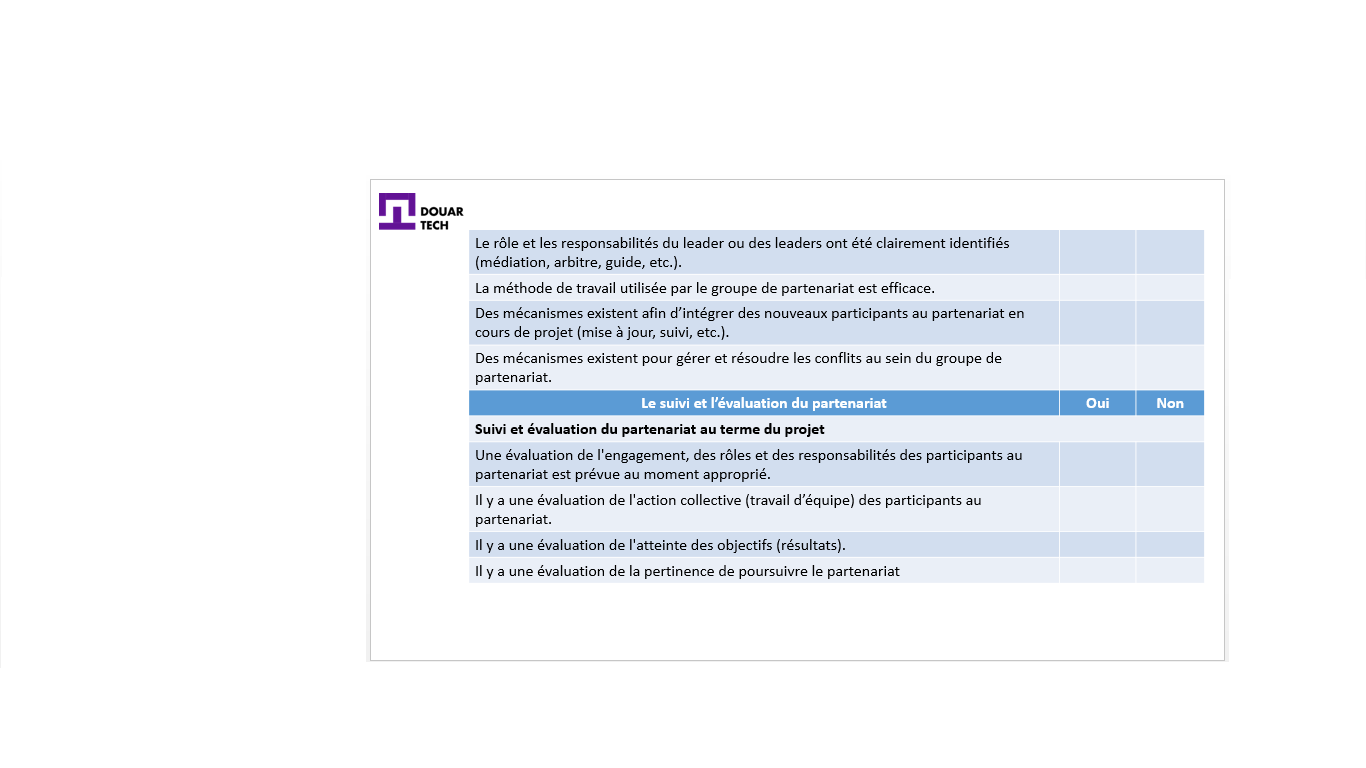 DOUAR
TECH
Le rôle et les responsabilités du leader ou des leaders ont été clairement identifiés
(médiation, arbitre, guide, etc.).
La méthode de travail utilisée par le groupe de partenariat est efficace.
Des mécanismes existent afin d’intégrer des nouveaux participants au partenariat en
cours de projet (mise à jour, suivi, etc.).
Des mécanismes existent pour gérer et résoudre les conflits au sein du groupe de
partenariat.
Le suivi et l’évaluation du partenariat Oui Non
Suivi et évaluation du partenariat au terme du projet
Une évaluation de l'engagement, des rôles et des responsabilités des participants au
partenariat est prévue au moment approprié.
Il y a une évaluation de l'action collective (travail d’équipe) des participants au
partenariat.
Il y a une évaluation de l'atteinte des objectifs (résultats).
Il y a une évaluation de la pertinence de poursuivre le partenariat